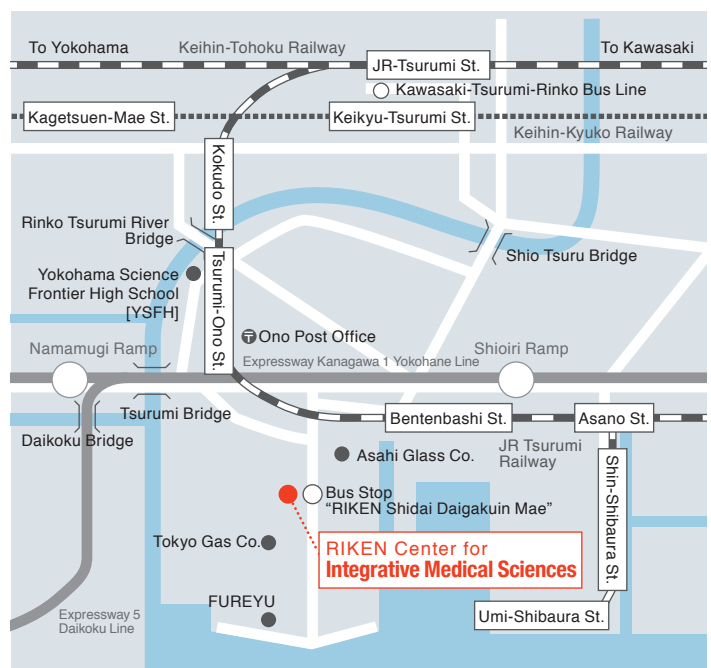 To Yokohama
Keihin-Tohoku Railway
To Kawasaki
JR-Tsurumi St.
Kawasaki-Tsurumi-Rinko Bus Line
Kagetsuen-Mae St.
Keikyu-Tsurumi St.
Keihin-Kyuko Railway
Kokudo St.
Rinko Tsurumi River
Bridge
Shio Tsuru Bridge
Yokohama Science
Frontier High School
[YSFH]
Tsurumi-Ono St.
〒 Ono Post Office
Namamugi Ramp
Expressway Kanagawa 1 Yokohane Line
Shioiri Ramp
Tsurumi Bridge
Daikoku Bridge
Bentenbashi St.
Asano St.
JR Tsurumi
Railway
Asahi Glass Co.
Shin-Shibaura St.
Bus Stop
“RIKEN Shidai Daigakuin Mae”
Tokyo Gas Co.
RIKEN Center for
Integrative Medical Sciences
FUREYU
Umi-Shibaura St.
Expressway 5
Daikoku Line